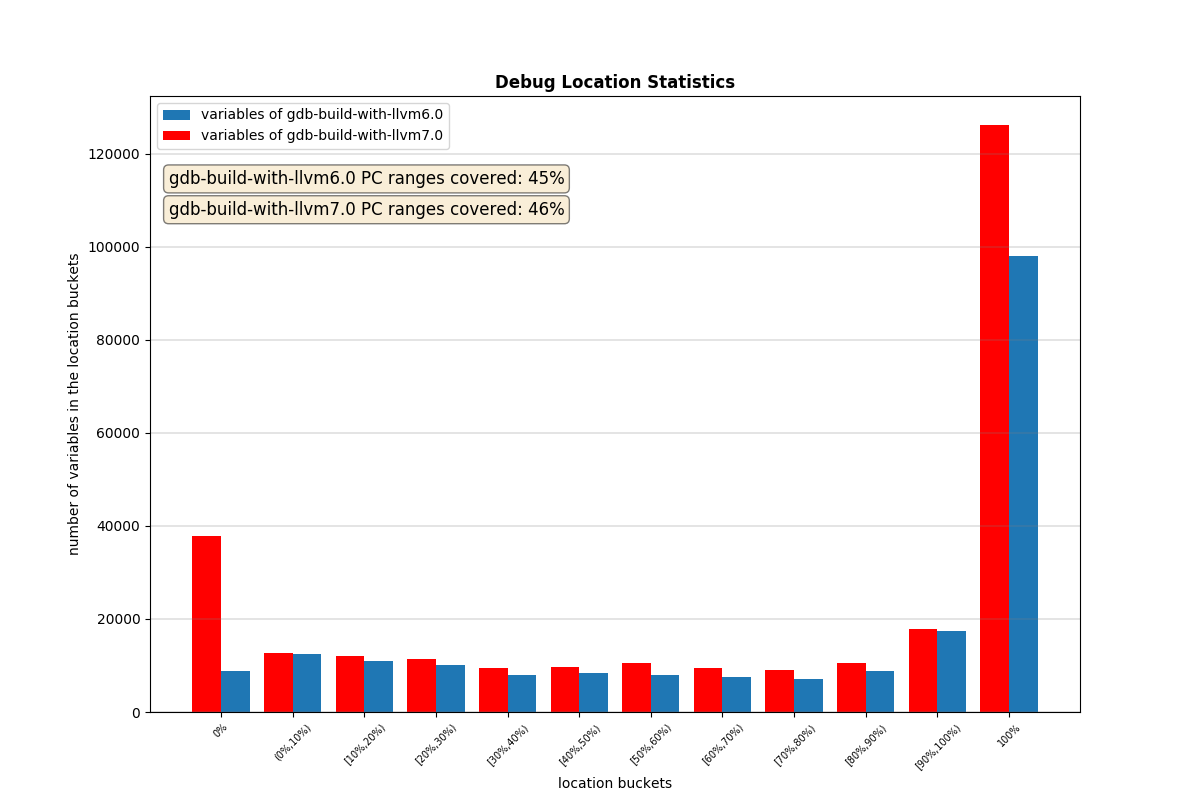 Debug Location Statistics
variables of gdb-build-with-llvm6.0
variables of gdb-build-with-llvm7.0
gdb-build-with-llvm6.0 PC ranges covered: 45%
gdb-build-with-llvm7.0 PC ranges covered: 46%
number of variables in the location buckets
120000
100000
80000
60000
40000
20000
0
0%
(0%,10%)
[10%,20%)
[20%,30%)
[30%,40%)
[40%,50%)
[50%,60%)
[60%,70%)
[70%,80%)
[80%,90%)
[90%,100%)
100%
location buckets